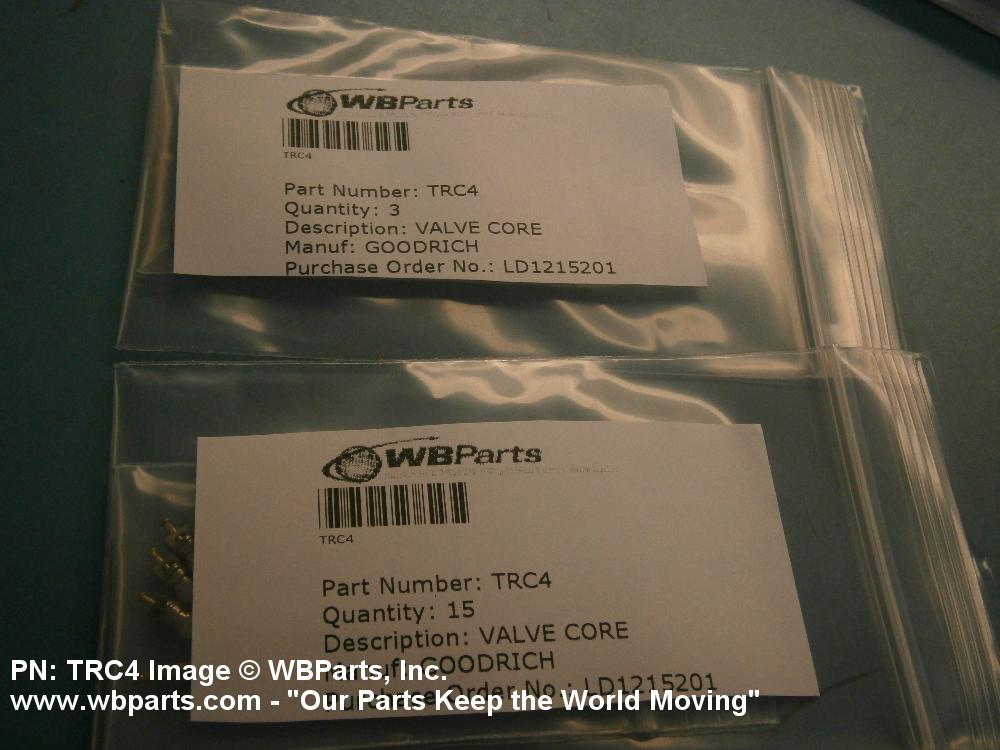 WBParts
TRC4
Part Number: TRC4
Quantity: 3
Description: VALVE CORE
Manuf: GOODRICH
Purchase Order No.: LD1215201
WBParts
TRC4
Part Number: TRC4
Quantity: 15
Description: VALVE CORE
Manuf: GOODRICH
Purchase Order No.: LD1215201
PN: TRC4 Image © WBParts, Inc.
www.wbparts.com - "Our Parts Keep the World Moving"